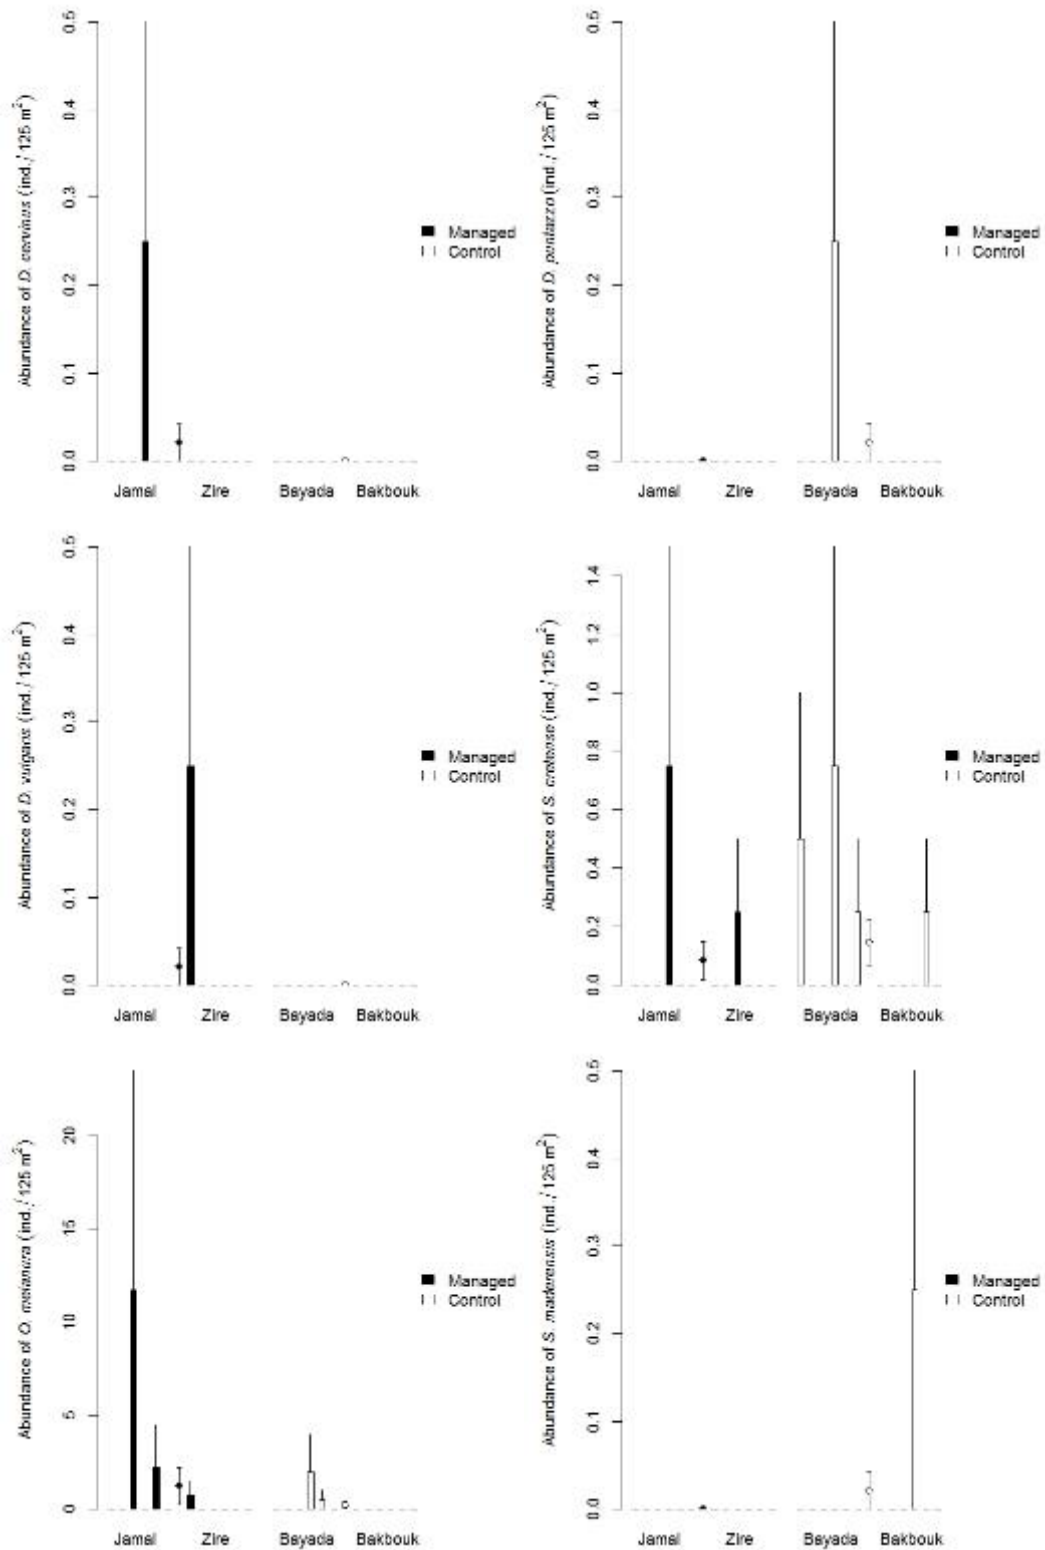 Abundance of D. cervinus (ind./ 125 m²)
0.5
0.4
0.3
0.2
0.1
0.0
Jamal Zire Bayada Bakbouk
Managed
Control
Abundance of D. puntazzo (ind./ 125 m²)
0.5
0.4
0.3
0.2
0.1
0.0
Jamal Zire Bayada Bakbouk
Managed
Control
Abundance of D. vulgaris (ind./ 125 m²)
0.5
0.4
0.3
0.2
0.1
0.0
Jamal Zire Bayada Bakbouk
Managed
Control
Abundance of S. cretense (ind./ 125 m²)
1.4
1.2
1.0
0.8
0.6
0.4
0.2
0.0
Jamal Zire Bayada Bakbouk
Managed
Control
Abundance of O. melanura (ind./ 125 m²)
20
15
10
5
0
Jamal Zire Bayada Bakbouk
Managed
Control
Abundance of S. maderensis (ind./ 125 m²)
0.5
0.4
0.3
0.2
0.1
0.0
Jamal Zire Bayada Bakbouk
Managed
Control